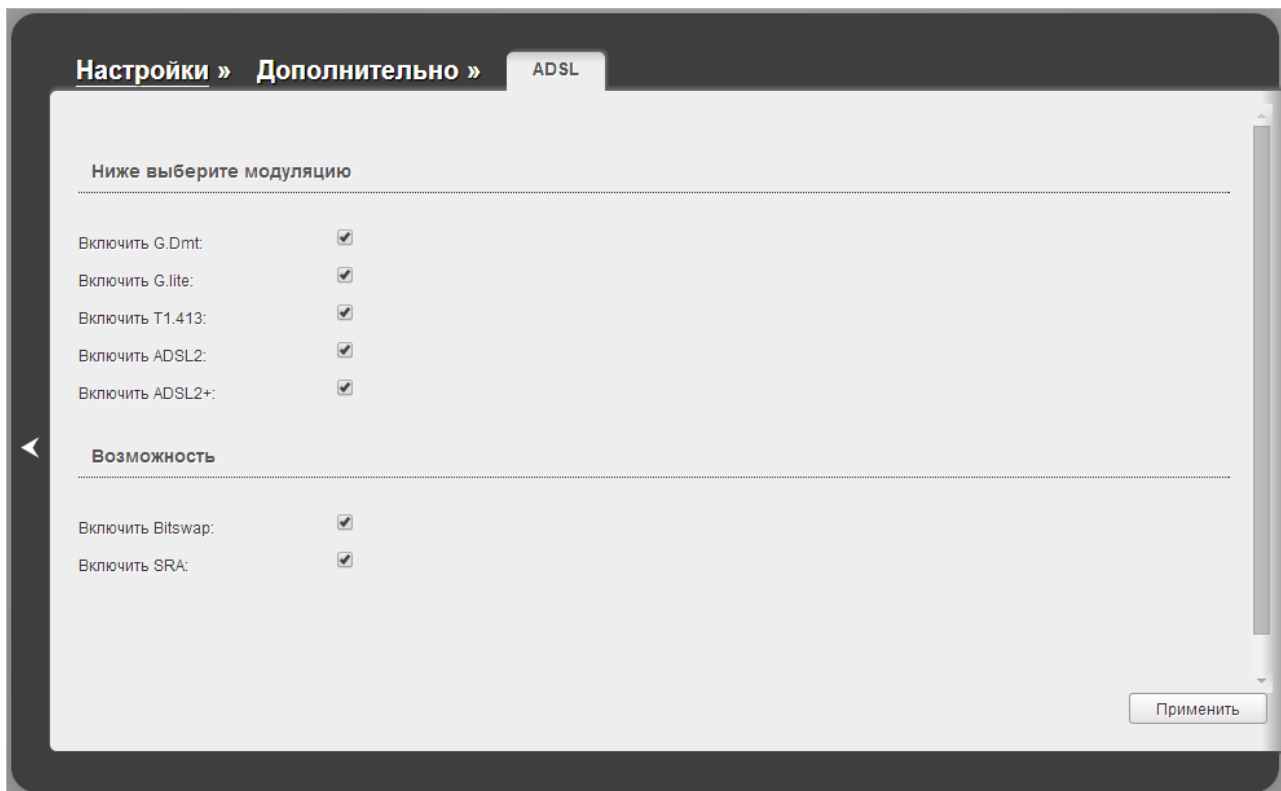 Настройки » Дополнительно » ADSL
Ниже выберите модуляцию
Включить G.Dmt:
Включить G.lite:
Включить T1.413:
Включить ADSL2:
Включить ADSL2+:
Возможность
Включить Bitswap:
Включить SRA:
Применить